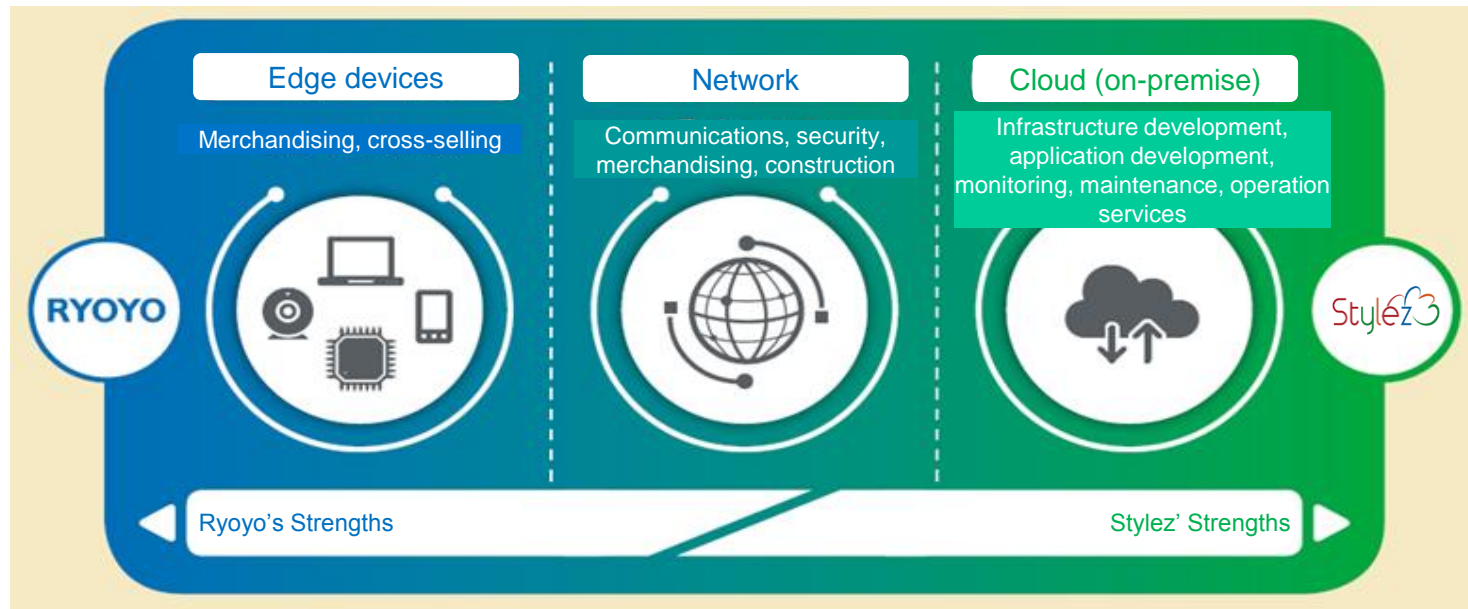 Edge devices
Network
Cloud (on-premise)
Merchandising, cross-selling
Communications, security,
merchandising, construction
Infrastructure development,
application development,
monitoring, maintenance, operation
services
RYOYO
Stylez
Ryoyo’s Strengths
Stylez’ Strengths